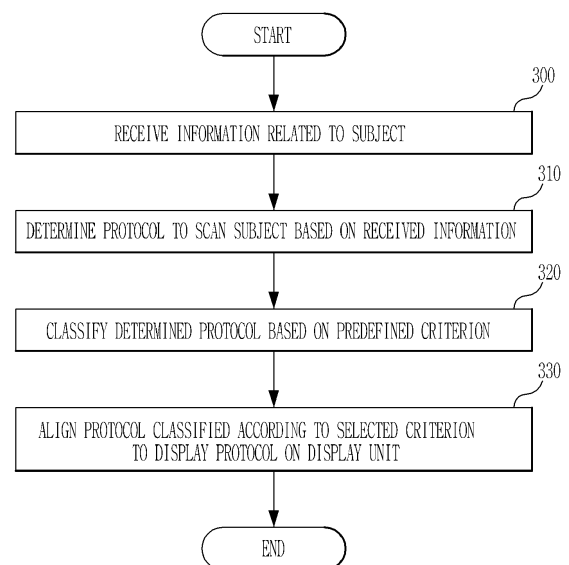 START
300
RECEIVE INFORMATION RELATED TO SUBJECT
310
DETERMINE PROTOCOL TO SCAN SUBJECT BASED ON RECEIVED INFORMATION
320
CLASSIFY DETERMINED PROTOCOL BASED ON PREDEFINED CRITERION
330
ALIGN PROTOCOL CLASSIFIED ACCORDING TO SELECTED CRITERION
TO DISPLAY PROTOCOL ON DISPLAY UNIT
END